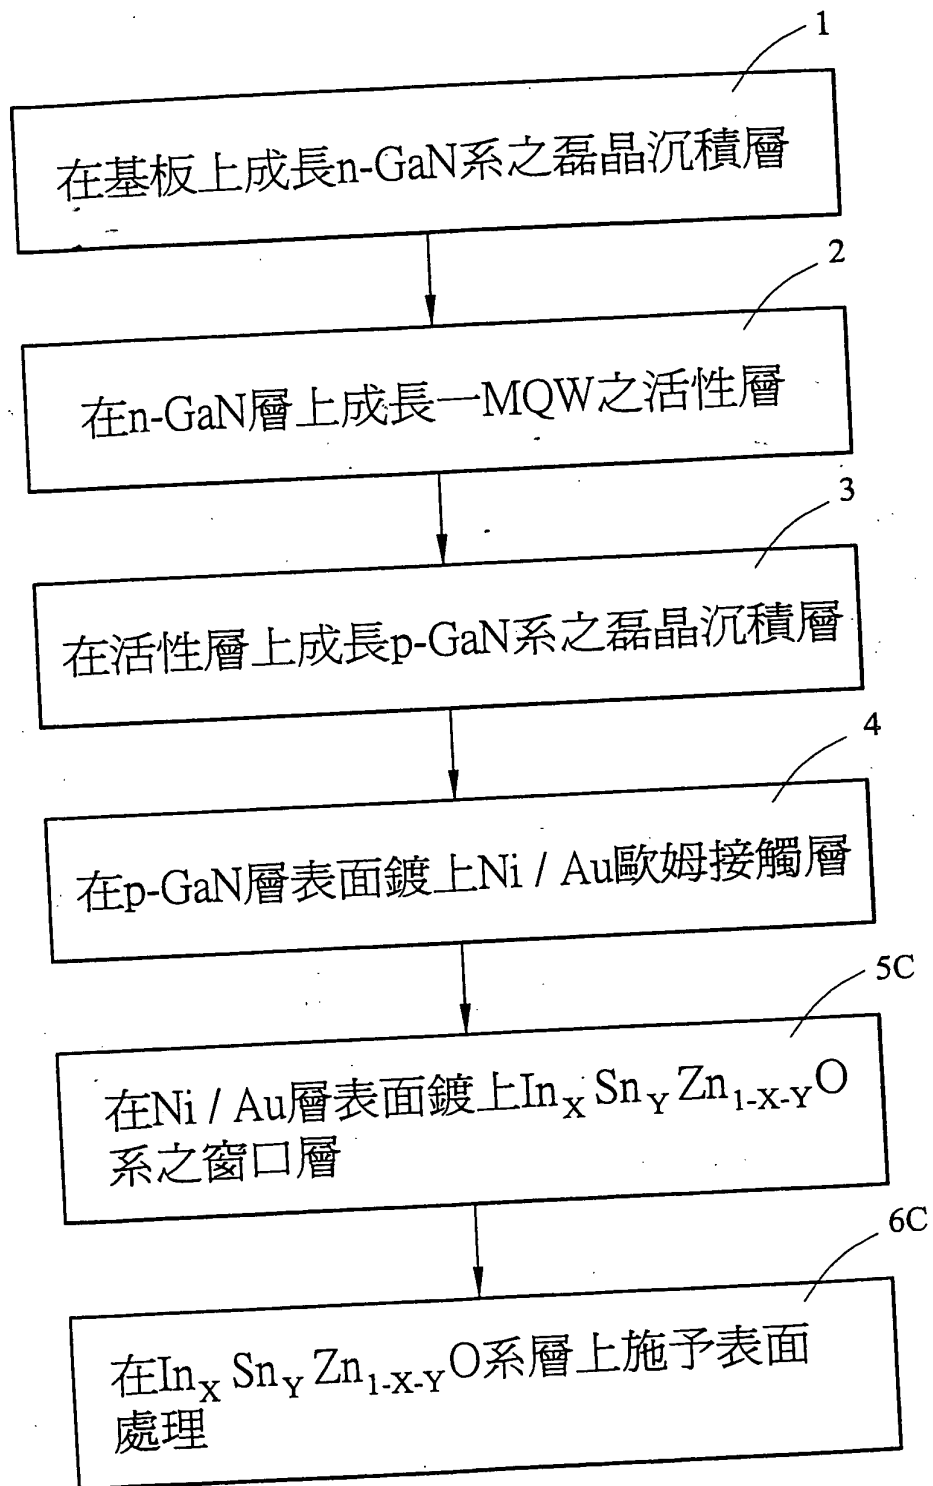 1
在基板上成長n-GaN系之磊晶沉積層
2
在n-GaN層上成長一MQW之活性層
3
在活性層上成長p-GaN系之磊晶沉積層
4
在p-GaN層表面鍍上Ni / Au歐姆接觸層
5C
在Ni / Au層表面鍍上InX SnY Zn1-X-YO
系之窗口層
6C
在InX SnY Zn1-X-YO系層上施予表面
處理